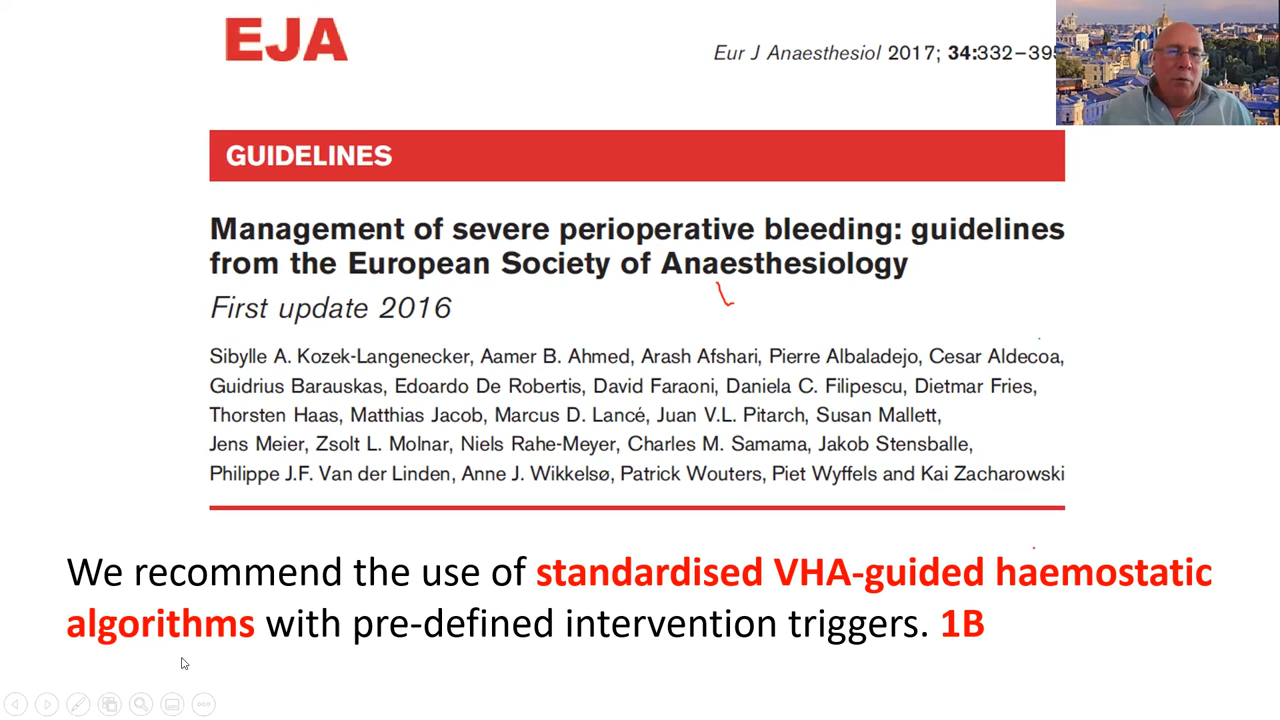 EJA
Eur J Anaesthesiol 2017; 34:332–395
GUIDELINES
Management of severe perioperative bleeding: guidelines
from the European Society of Anaesthesiology
First update 2016
Sibylle A. Kozek-Langenecker, Aamer B. Ahmed, Arash Afshari, Pierre Albaladejo, Cesar Aldecoa,
Guidrius Barauskas, Edoardo De Robertis, David Faraoni, Daniela C. Filipescu, Dietmar Fries,
Thorsten Haas, Matthias Jacob, Marcus D. Lancé, Juan V.L. Pitarch, Susan Mallett,
Jens Meier, Zsolt L. Molnar, Niels Rahe-Meyer, Charles M. Samama, Jakob Stensballe,
Philippe J.F. Van der Linden, Anne J. Wikkelsø, Patrick Wouters, Piet Wyffels and Kai Zacharowski
We recommend the use of standardised VHA-guided haemostatic
algorithms with pre-defined intervention triggers. 1B